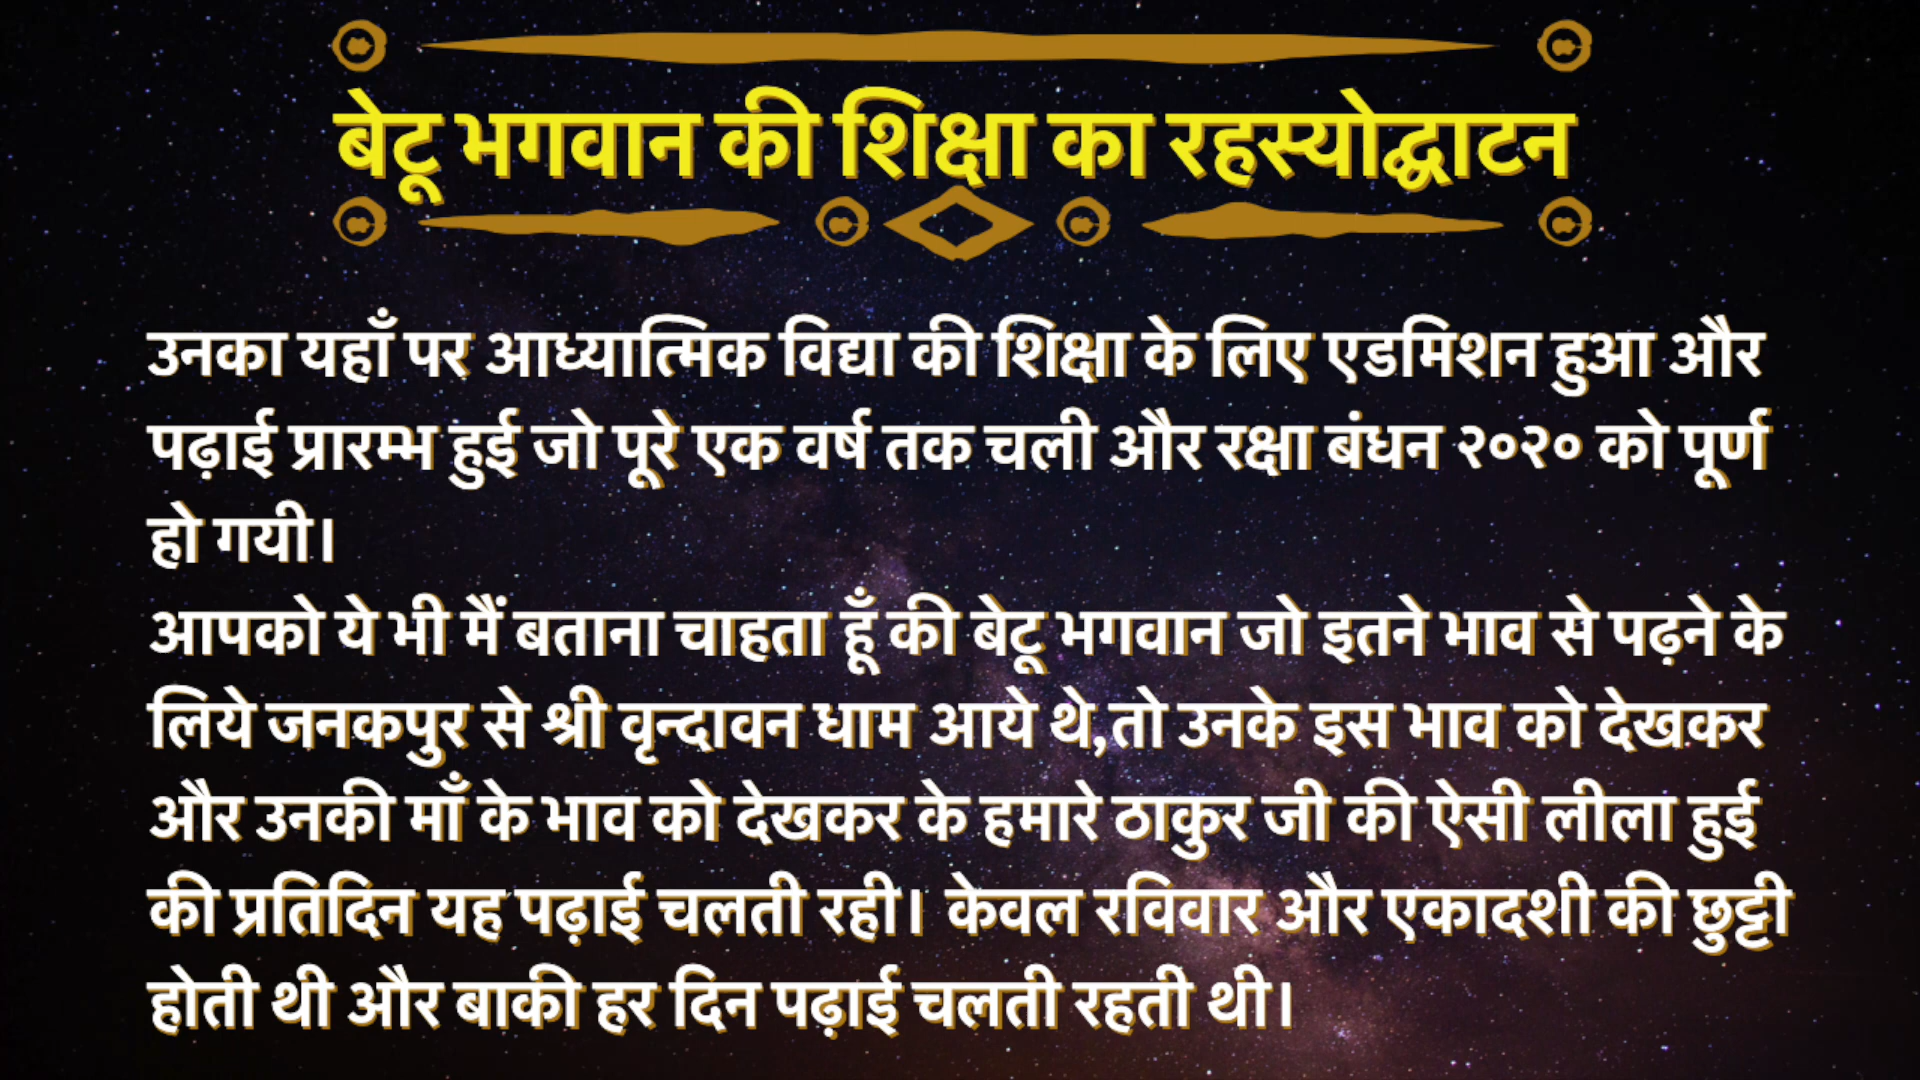 बेटू भगवान की शिक्षा का रहस्योद्घाटन
उनका यहाँ पर आध्यात्मिक विद्या की शिक्षा के लिए एडमिशन हुआ और
पढ़ाई प्रारम्भ हुई जो पूरे एक वर्ष तक चली और रक्षा बंधन २०२० को पूर्ण
हो गयी।
आपको ये भी मैं बताना चाहता हूँ की बेटू भगवान जो इतने भाव से पढ़ने के
लिये जनकपुर से श्री वृन्दावन धाम आये थे,तो उनके इस भाव को देखकर
और उनकी माँ के भाव को देखकर के हमारे ठाकुर जी की ऐसी लीला हुई
की प्रतिदिन यह पढ़ाई चलती रही। केवल रविवार और एकादशी की छुट्टी
होती थी और बाकी हर दिन पढ़ाई चलती रहती थी।